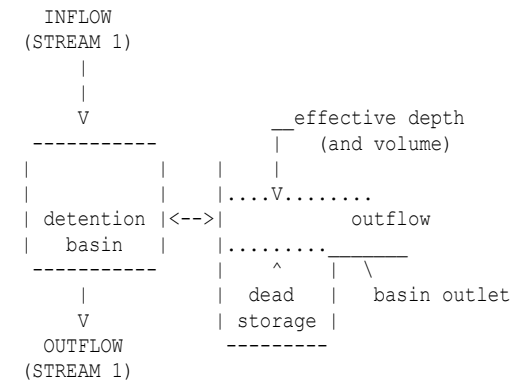 INFLOW
(STREAM 1)
V
effective depth
(and volume)
V
detention <--> outflow
basin
^
dead
basin outlet
V
storage
OUTFLOW
(STREAM 1)